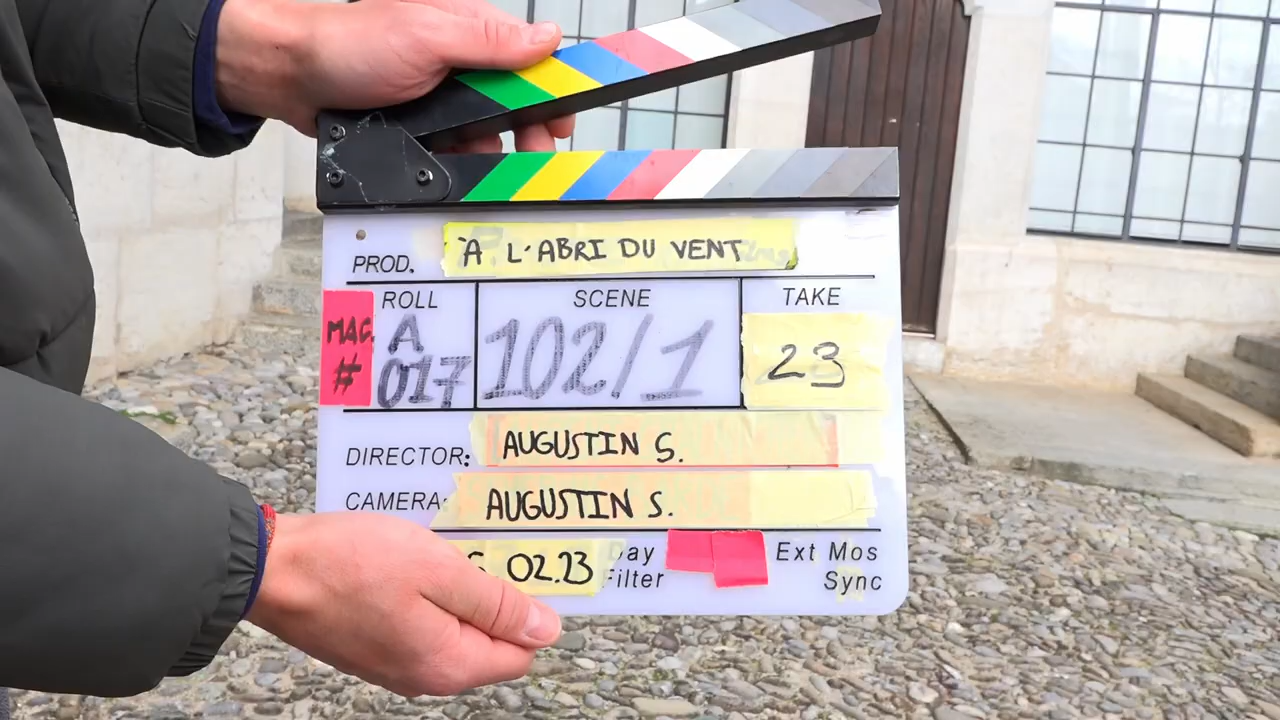 PROD. À L'ABRI DU VENT
ROLL SCENE TAKE
MAG. A
# 017 102/1 23
DIRECTOR: AUGUSTIN S.
CAMERA: AUGUSTIN S.
02.23 Day Ext Mos
Filter Sync